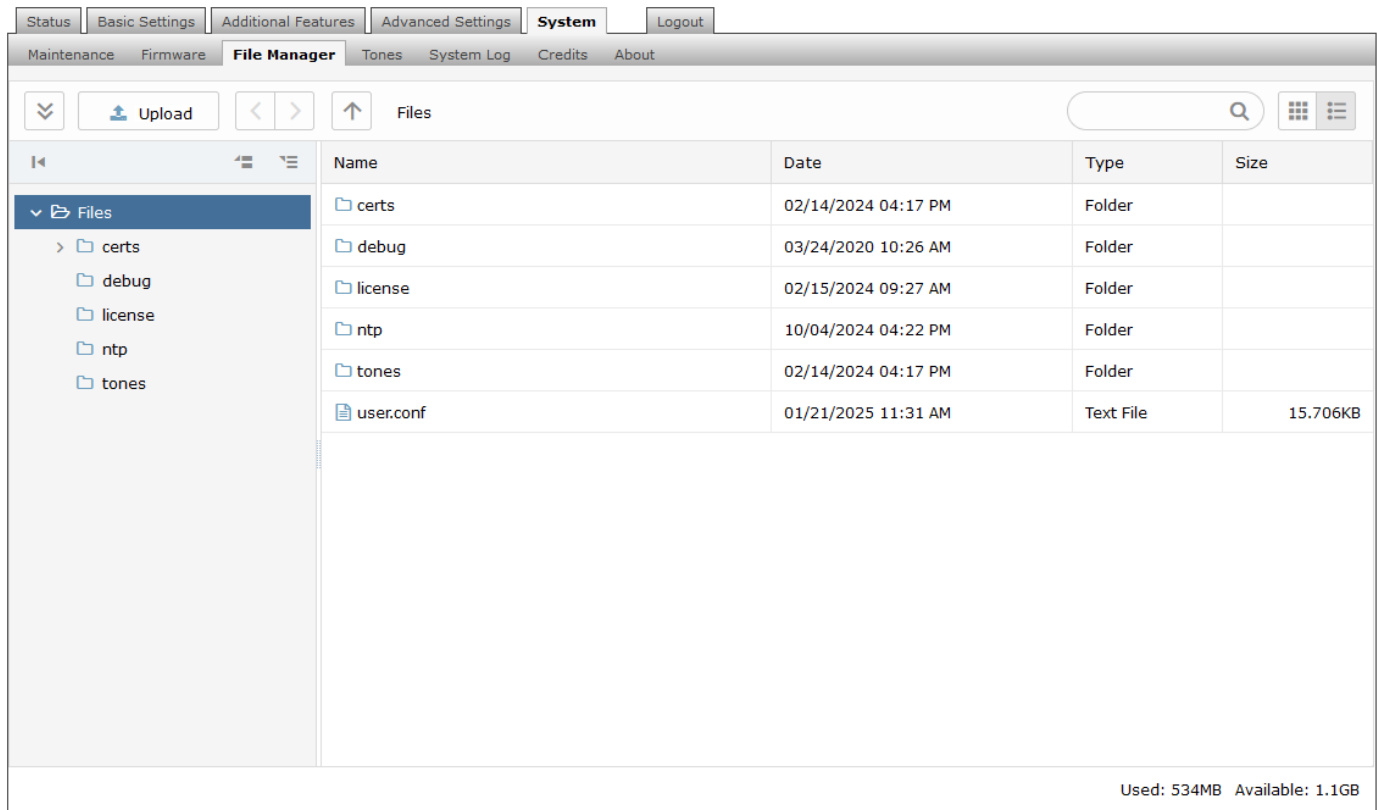 Status Basic Settings Additional Features Advanced Settings System Logout
Maintenance Firmware File Manager Tones System Log Credits About
Upload Files
Name Date Type Size
Files
certs
debug
license
ntp
tones
certs 02/14/2024 04:17 PM Folder
debug 03/24/2020 10:26 AM Folder
license 02/15/2024 09:27 AM Folder
ntp 10/04/2024 04:22 PM Folder
tones 02/14/2024 04:17 PM Folder
user.conf 01/21/2025 11:31 AM Text File 15.706KB
Used: 534MB Available: 1.1GB